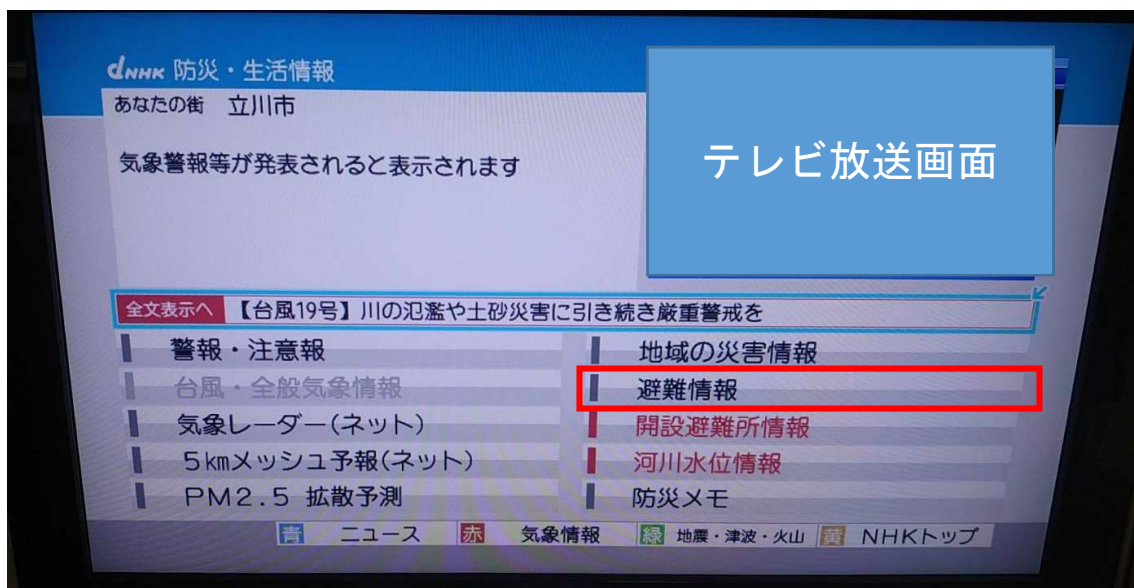 dNHK 防災・生活情報
あなたの街 立川市
気象警報等が発表されると表示されます
テレビ放送画面
全文表示へ 【台風19号】川の氾濫や土砂災害に引き続き厳重警戒を
警報・注意報
台風・全般気象情報
気象レーダー(ネット)
5kmメッシュ予報(ネット)
PM2.5 拡散予測
地域の災害情報
避難情報
開設避難所情報
河川水位情報
防災メモ
青 ニュース 赤 気象情報 緑 地震・津波・火山 黄 NHKトップ